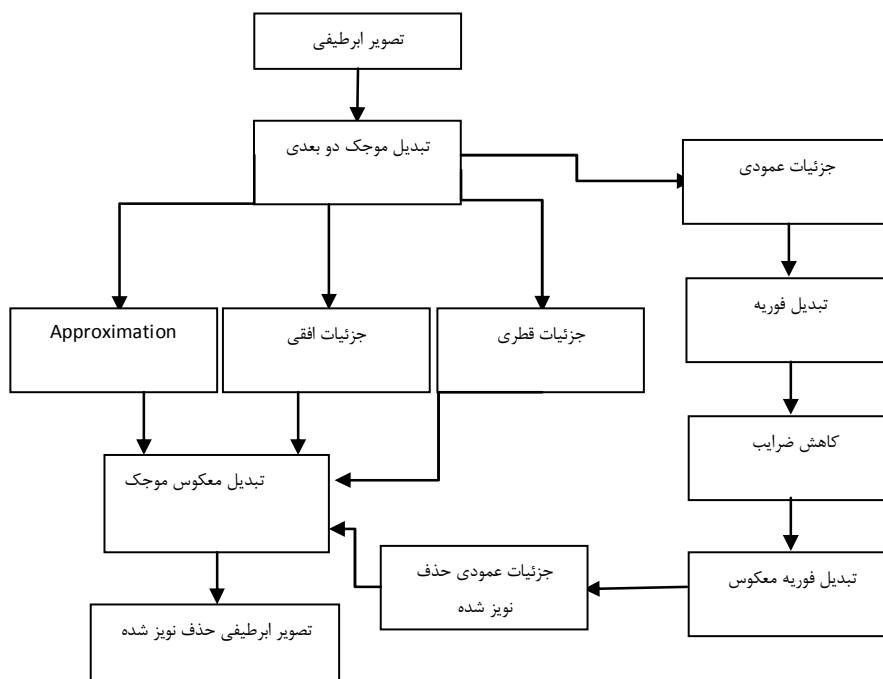 تصویر ابرطیفی
تبدیل موجک دو بعدی
جزئیات عمودی
تبدیل فوریه
Approximation
جزئیات افقی
جزئیات قطری
کاهش ضرایب
تبدیل معکوس موجک
جزئیات عمودی حذف
نویز شده
تبدیل فوریه معکوس
تصویر ابرطیفی حذف نویز شده